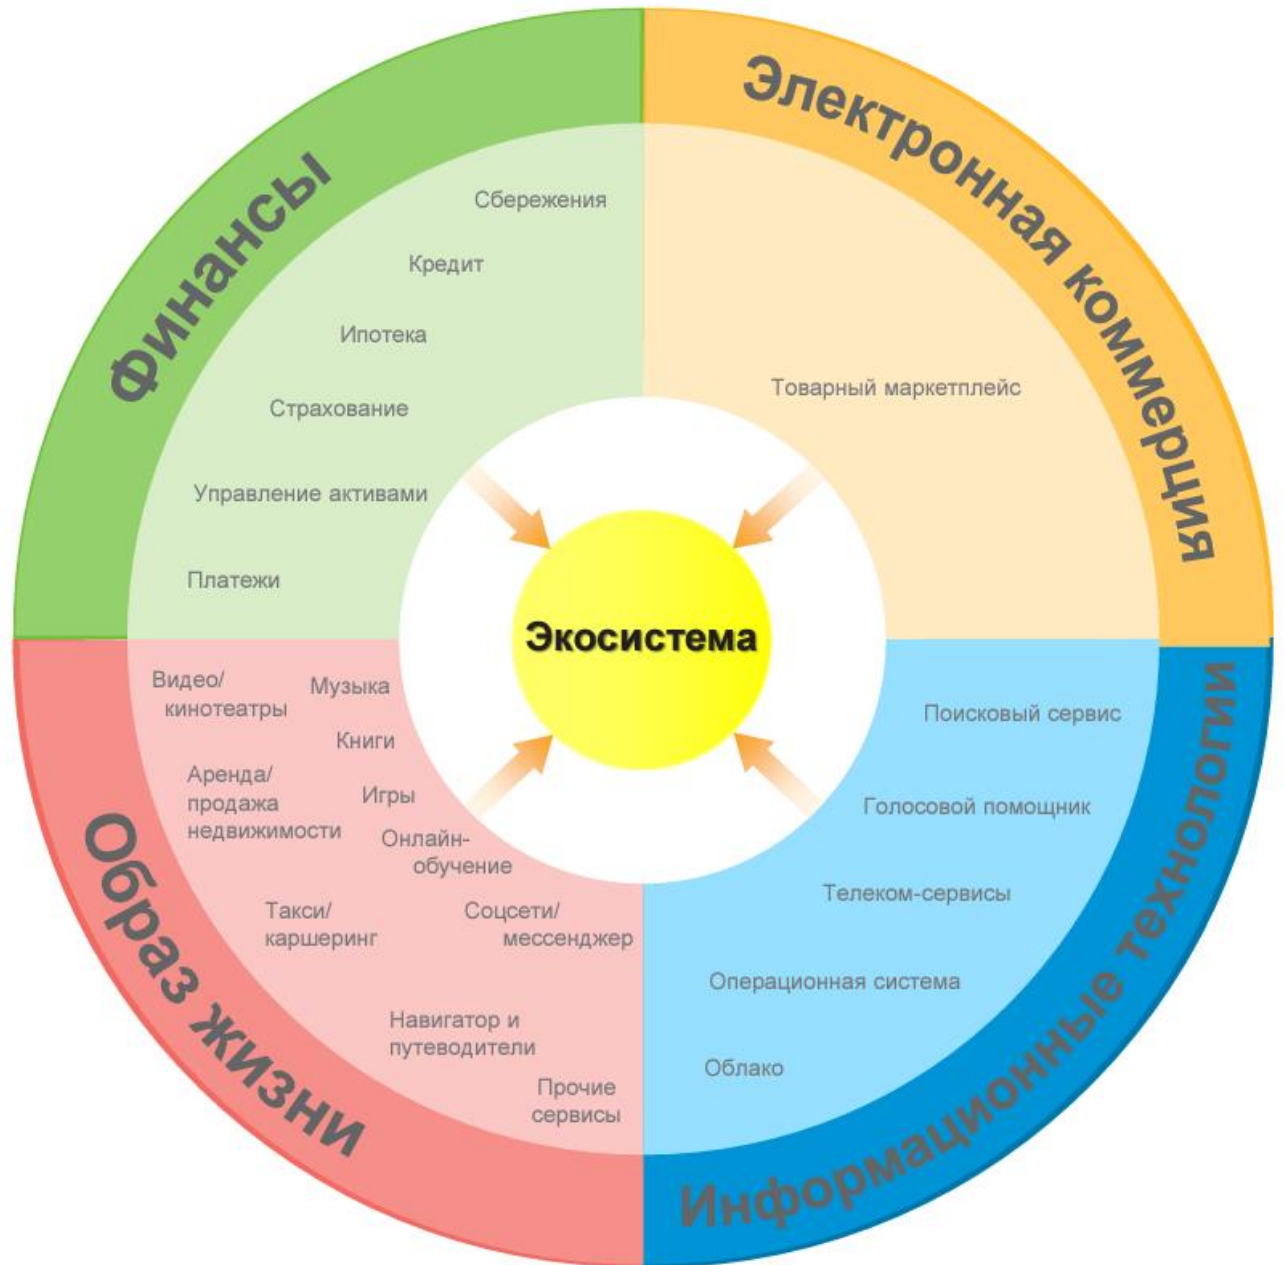 Финансы
Сбережения
Кредит
Ипотека
Страхование
Управление активами
Платежи
Электронная коммерция
Товарный маркетплейс
Экосистема
Образ жизни
Видео/
кинотеатры
Музыка
Книги
Аренда/
продажа
недвижимости
Игры
Онлайн-
обучение
Такси/
каршеринг
Соцсети/
мессенджер
Навигатор и
путеводители
Прочие
сервисы
Информационные технологии
Поисковый сервис
Голосовой помощник
Телеком-сервисы
Операционная система
Облако